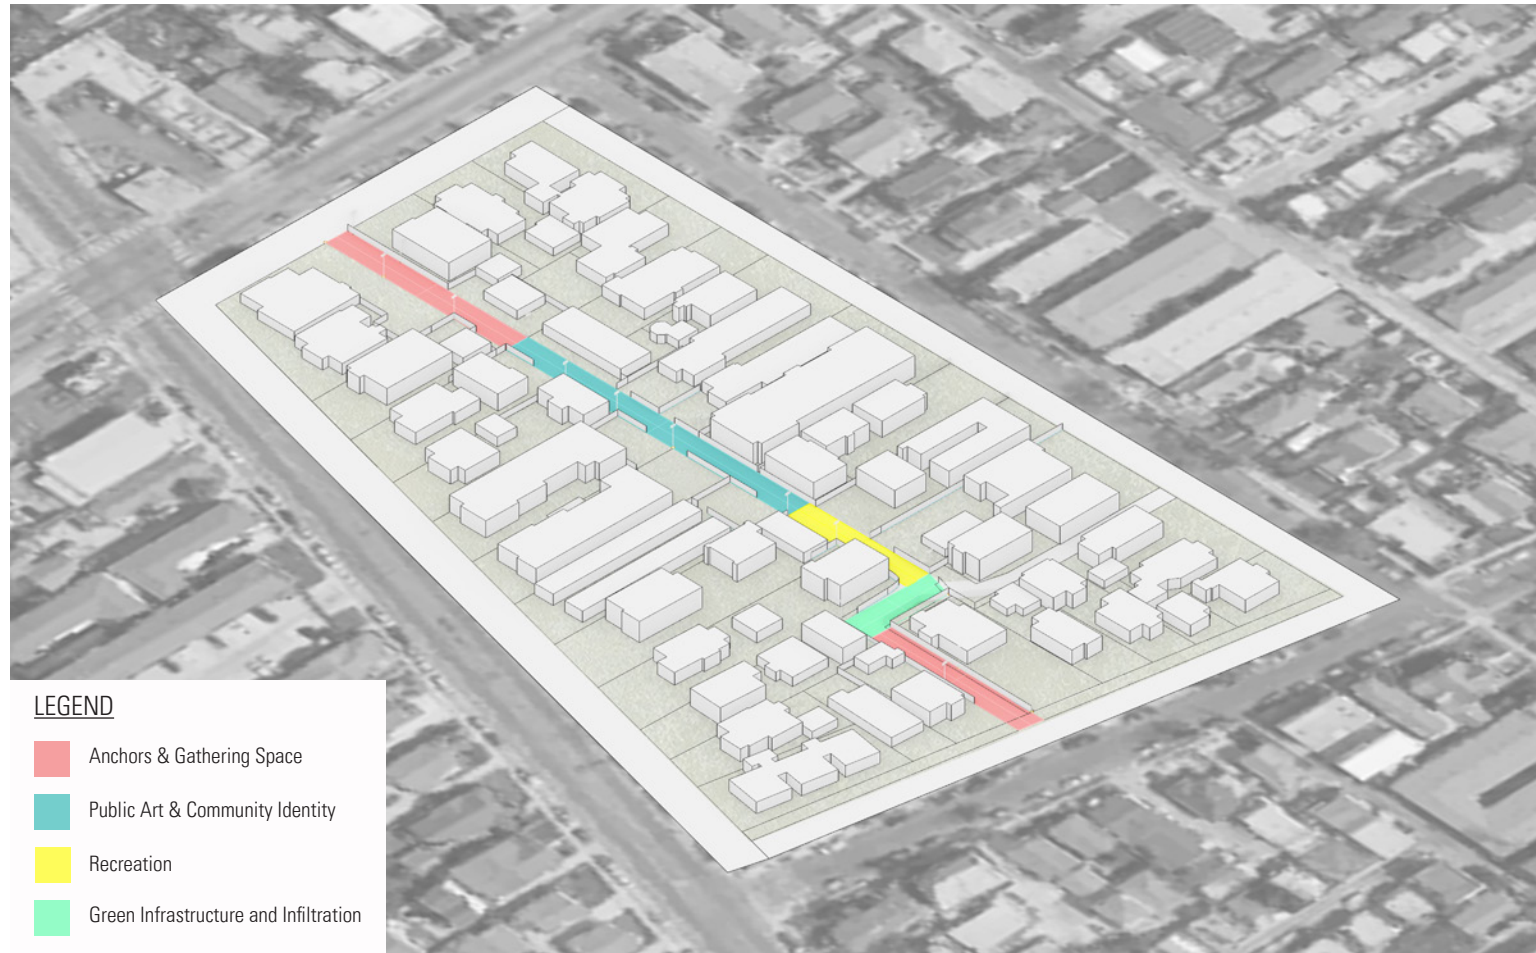 LEGEND
Anchors & Gathering Space
Public Art & Community Identity
Recreation
Green Infrastructure and Infiltration